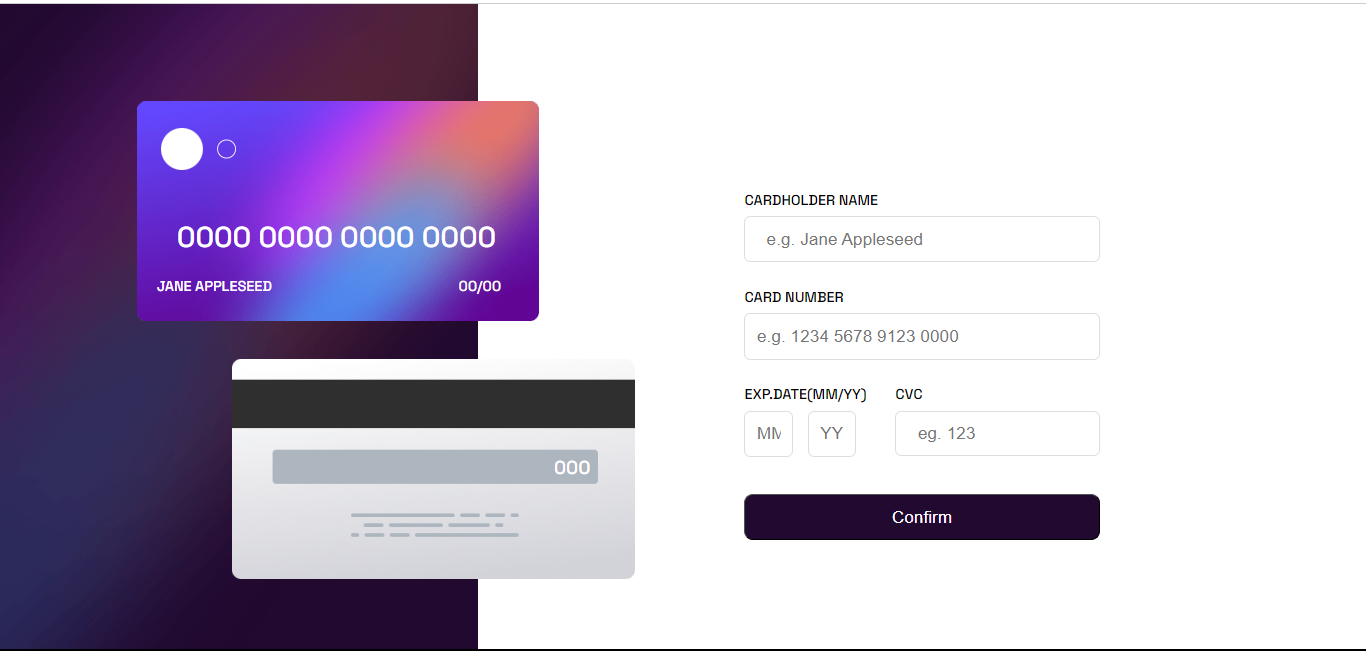 0000 0000 0000 0000
JANE APPLESEED 00/00
000
CARDHOLDER NAME
e.g. Jane Appleseed
CARD NUMBER
e.g. 1234 5678 9123 0000
EXP.DATE(MM/YY) CVC
MM YY eg. 123
Confirm